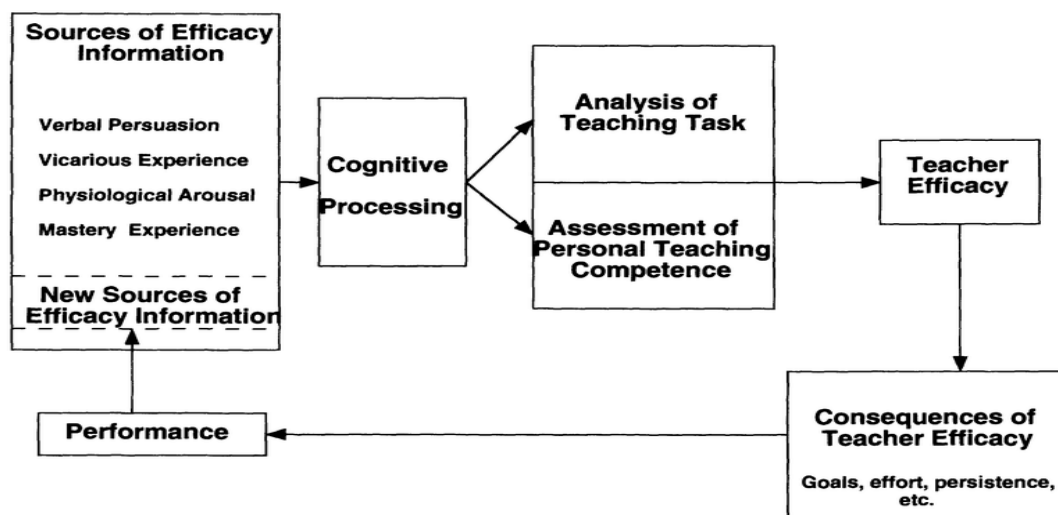 Sources of Efficacy
Information
Verbal Persuasion
Vicarious Experience
Physiological Arousal
Mastery Experience
New Sources of
Efficacy Information
Cognitive
Processing
Analysis of
Teaching Task
Assessment of
Personal Teaching
Competence
Teacher
Efficacy
Consequences of
Teacher Efficacy
Goals, effort, persistence,
etc.
Performance